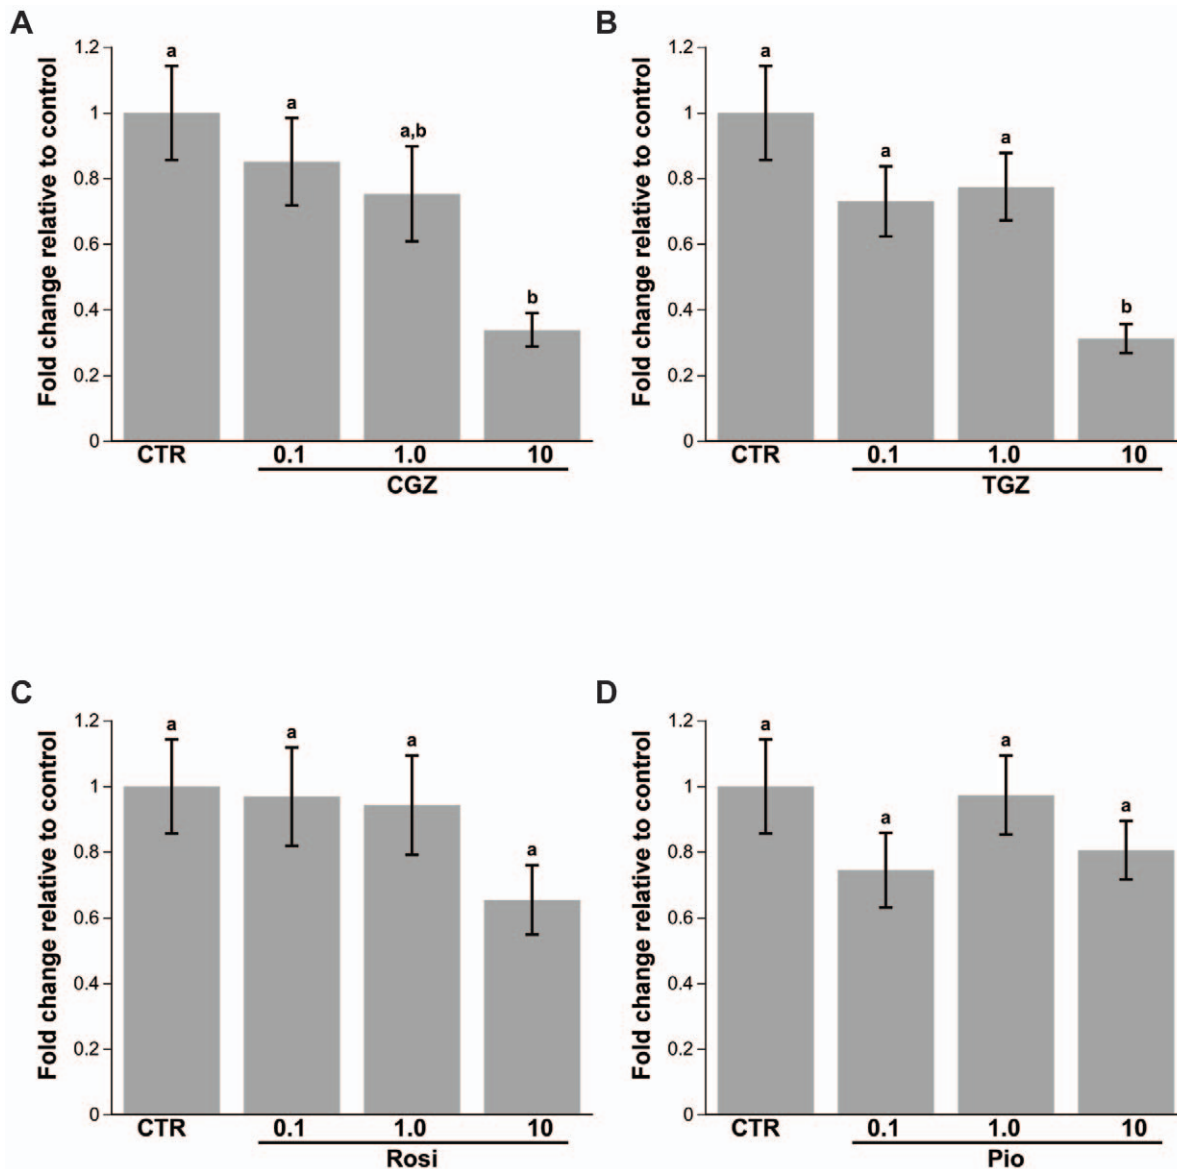 A
Fold change relative to control
1.2
1
0.8
0.6
0.4
0.2
0
a
a
a,b
b
CTR
0.1
1.0
10
CGZ
B
Fold change relative to control
1.2
1
0.8
0.6
0.4
0.2
0
a
a
a
b
CTR
0.1
1.0
10
TGZ
C
Fold change relative to control
1.2
1
0.8
0.6
0.4
0.2
0
a
a
a
a
CTR
0.1
1.0
10
Rosi
D
Fold change relative to control
1.2
1
0.8
0.6
0.4
0.2
0
a
a
a
a
CTR
0.1
1.0
10
Pio